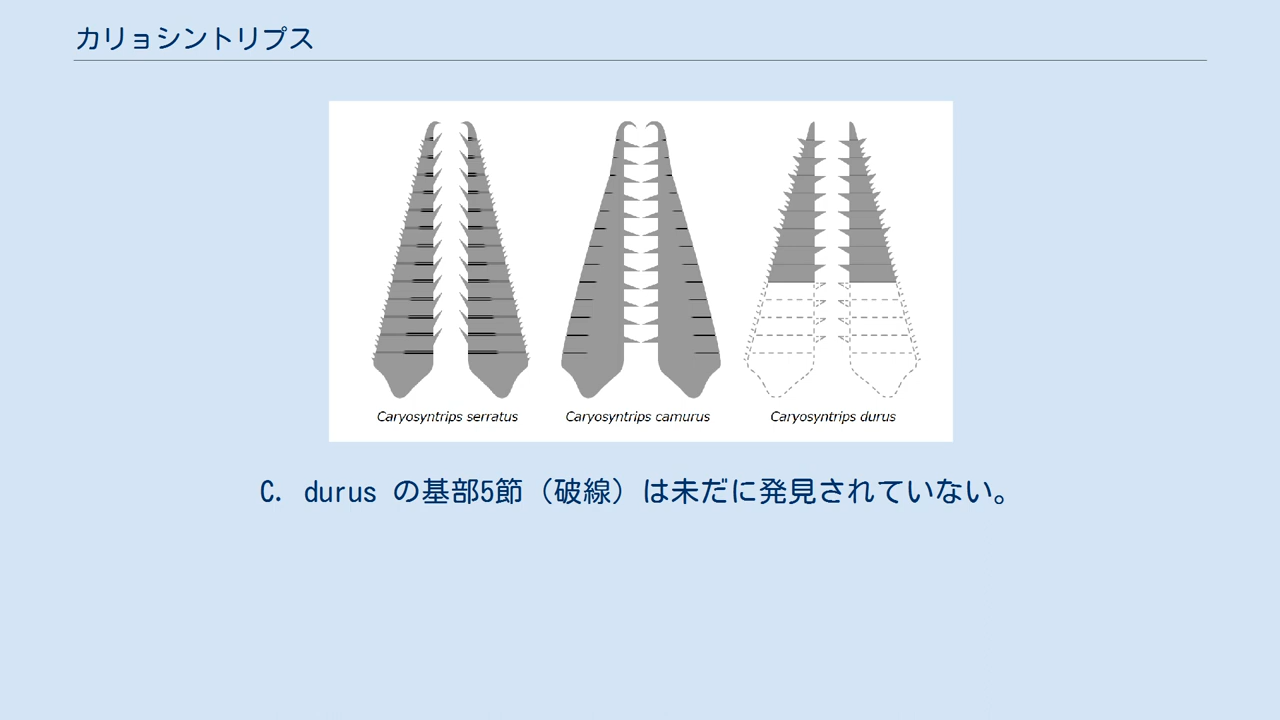 カリョシントリプス
Caryosyntrips serratus
Caryosyntrips camurus
Caryosyntrips durus
C. durus の基部5節（破線）は未だに発見されていない。